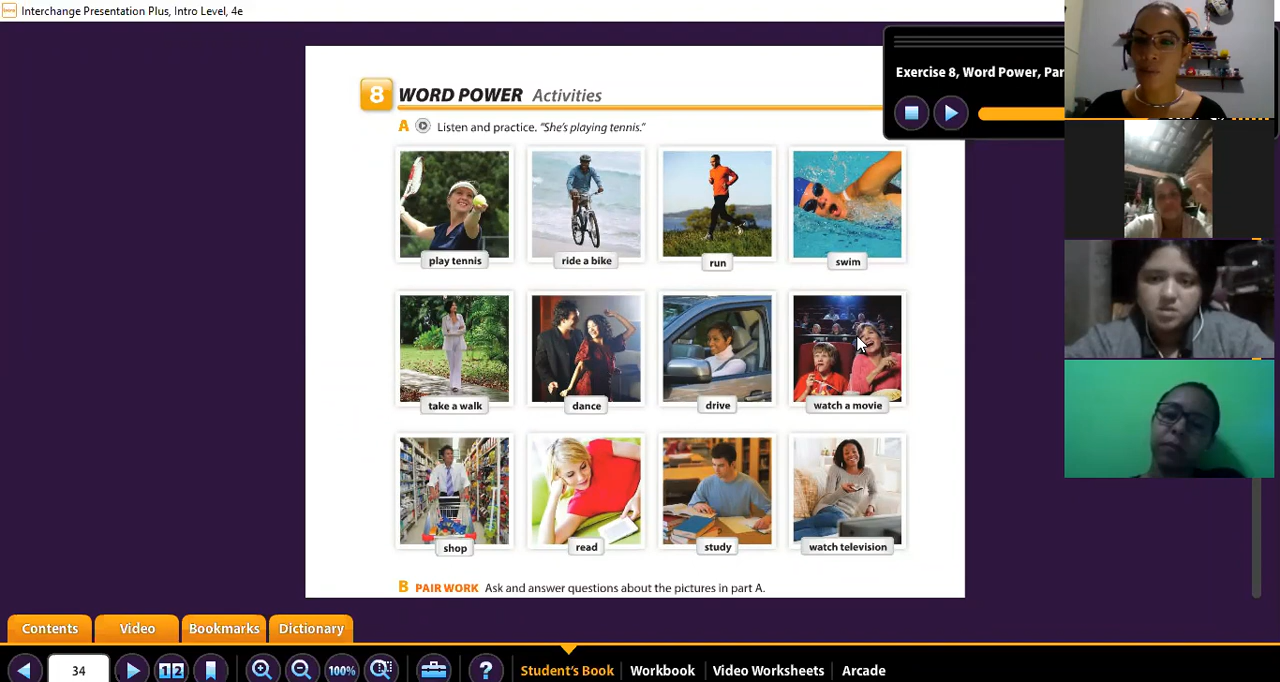 Interchange Presentation Plus, Intro Level, 4e
Exercise 8, Word Power, Par
8 WORD POWER Activities
A Listen and practice. "She's playing tennis."
play tennis
ride a bike
run
swim
take a walk
dance
drive
watch a movie
shop
read
study
watch television
B PAIR WORK Ask and answer questions about the pictures in part A.
Contents
Video
Bookmarks
Dictionary
34
1 2
100%
?
Student's Book
Workbook
Video Worksheets
Arcade